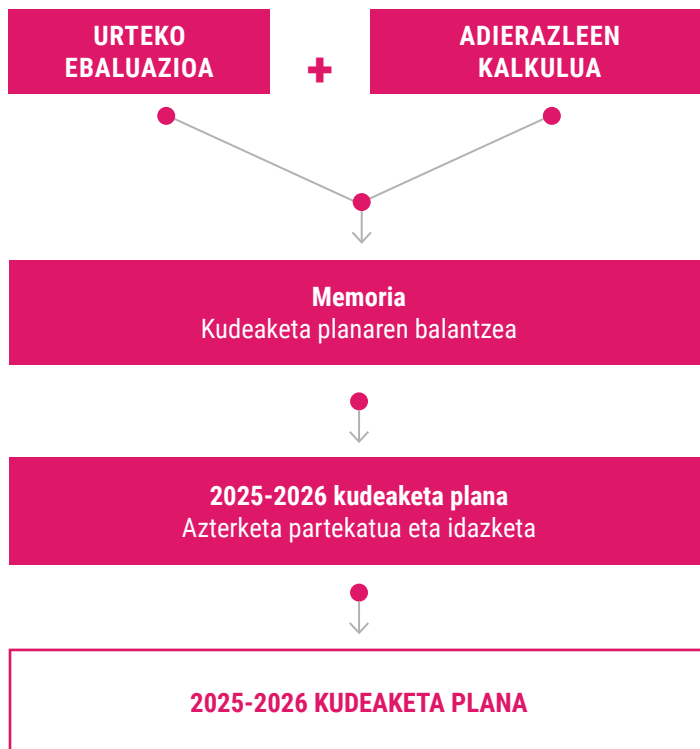 URTEKO
EBALUAZIOA
+
ADIERAZLEEN
KALKULUA
Memoria
Kudeaketa planaren balantzea
2025-2026 kudeaketa plana
Azterketa partekatua eta idazketa
2025-2026 KUDEAKETA PLANA